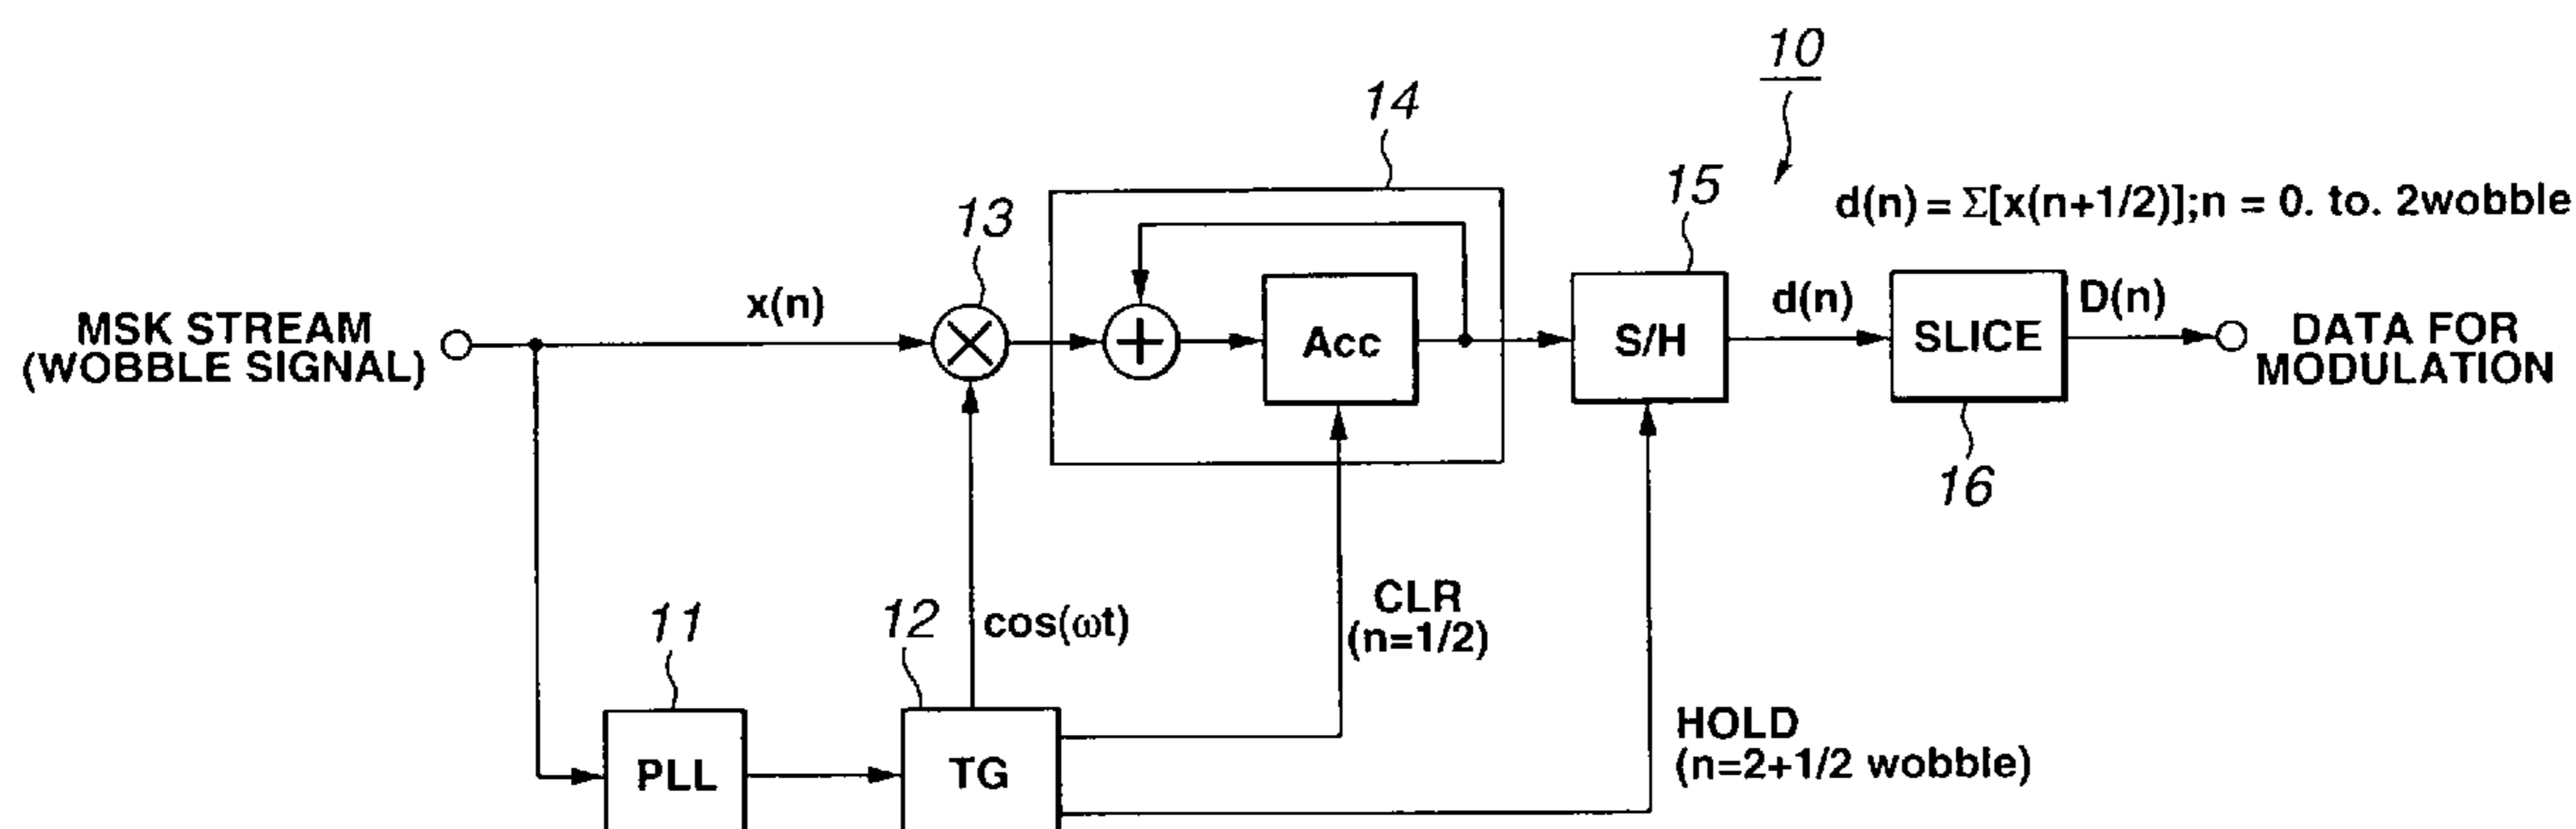 10
14
15
d(n) = Σ[x(n+1/2)];n = 0. to. 2wobble
13
x(n)
d(n)
D(n)
MSK STREAM
(WOBBLE SIGNAL)
Acc
S/H
SLICE
DATA FOR
MODULATION
16
11
12
cos(ωt)
CLR
(n=1/2)
PLL
TG
HOLD
(n=2+1/2 wobble)